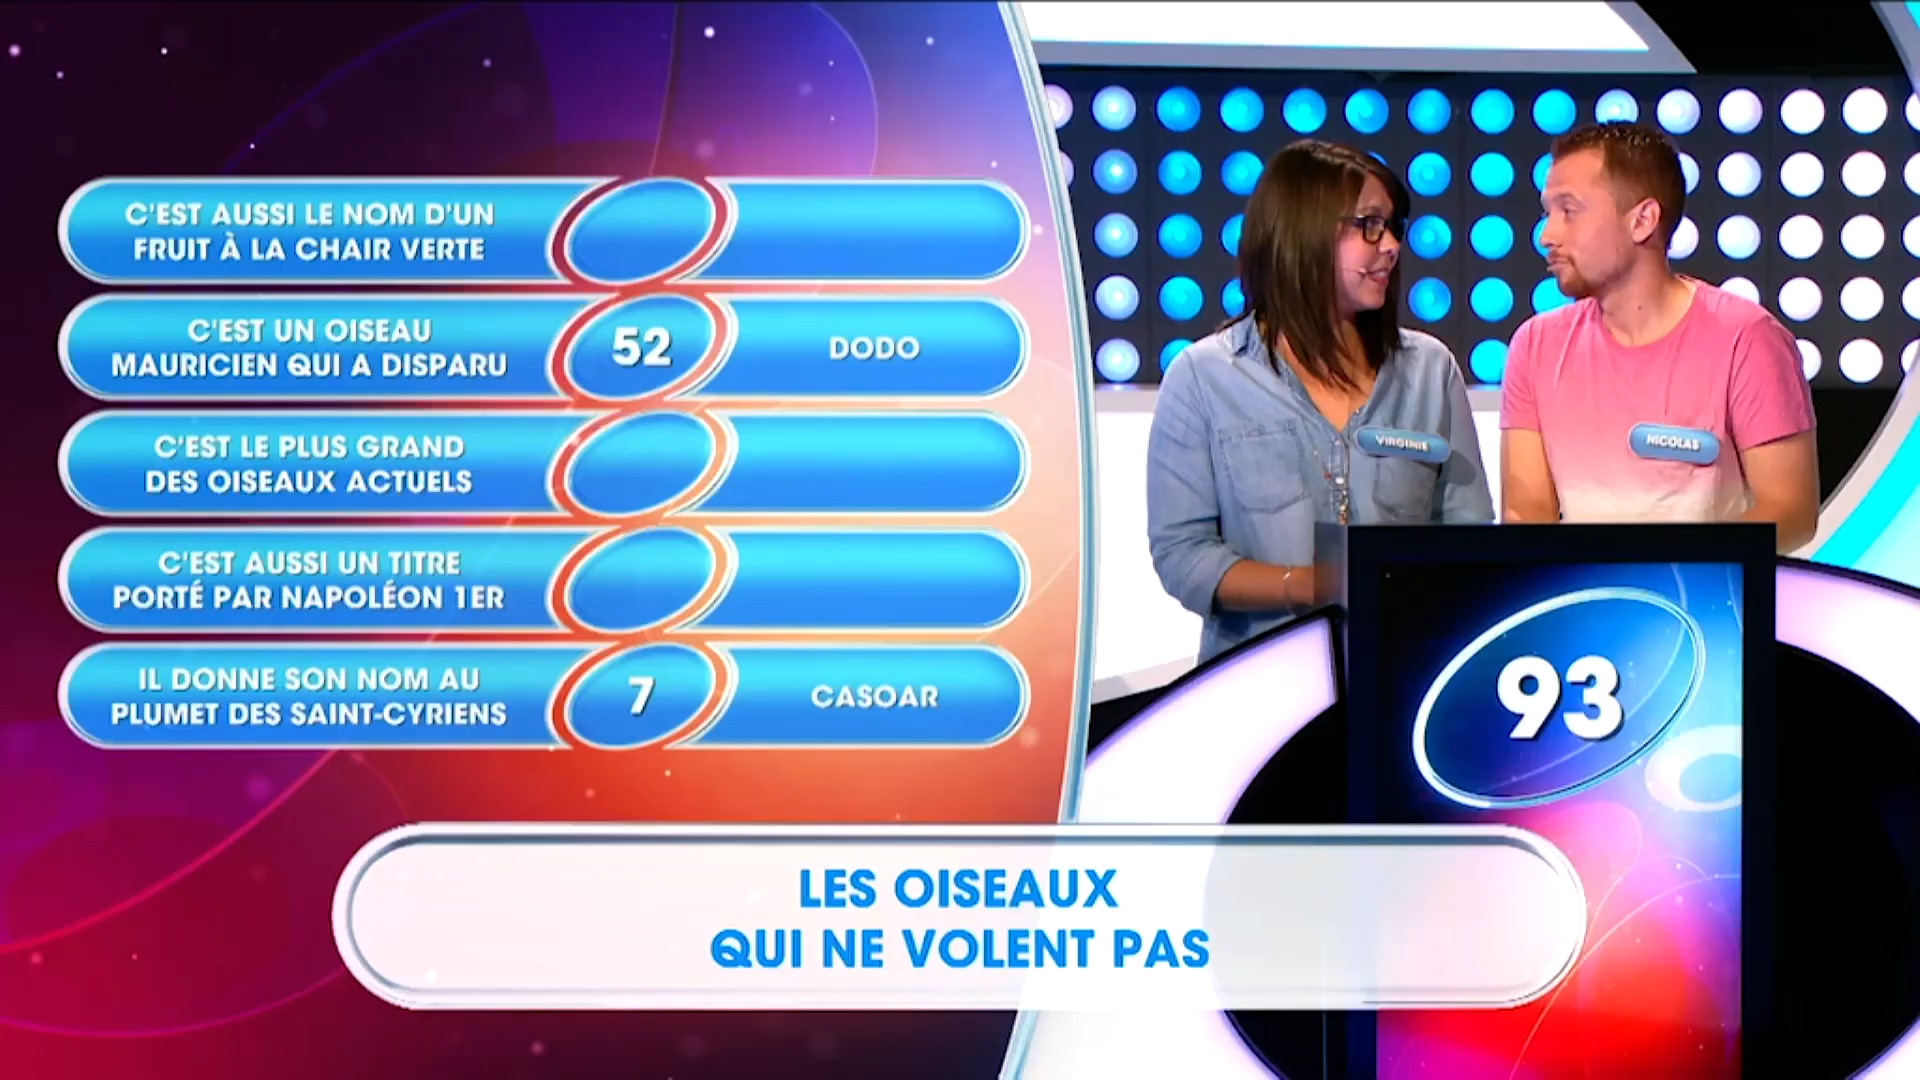 C'EST AUSSI LE NOM D'UN
FRUIT À LA CHAIR VERTE
C'EST UN OISEAU
MAURICIEN QUI A DISPARU
52
DODO
C'EST LE PLUS GRAND
DES OISEAUX ACTUELS
C'EST AUSSI UN TITRE
PORTÉ PAR NAPOLÉON 1ER
IL DONNE SON NOM AU
PLUMET DES SAINT-CYRIENS
7
CASOAR
VIRGINIE
NICOLAS
93
LES OISEAUX
QUI NE VOLENT PAS